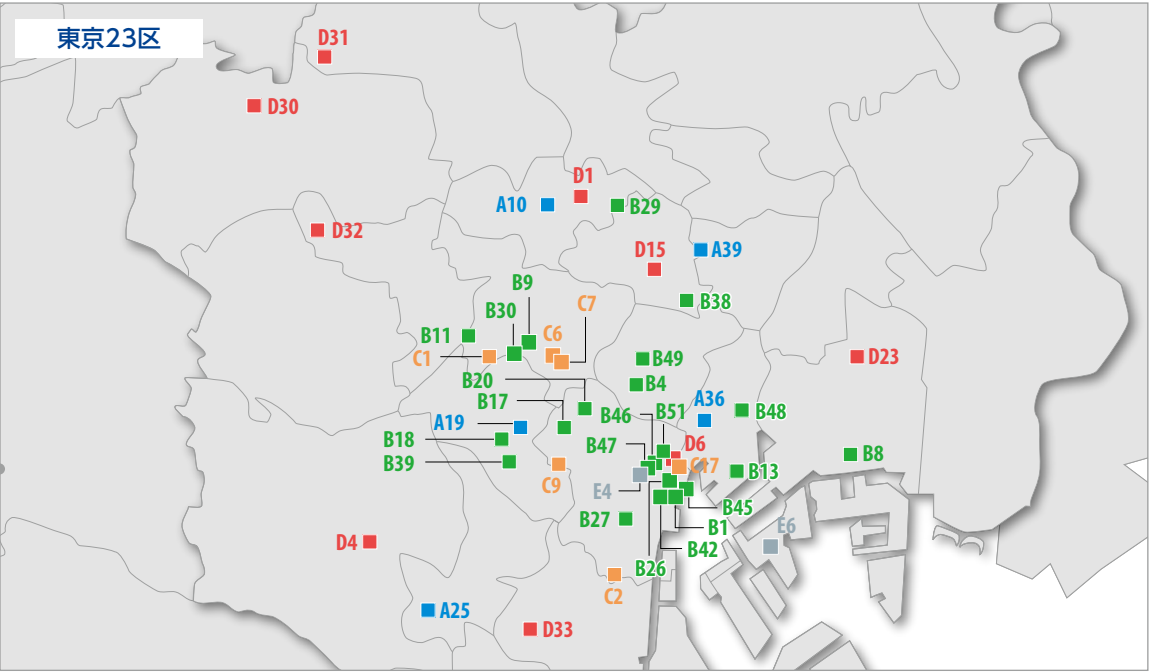 東京23区
D31
D30
D1
A10
B29
D32
D15
A39
B9
B30
C7
B38
B11
C6
C1
B49
D23
B20
B4
B17
A36
B46
B51
B48
A19
B18
B47
D6
B39
C17
B8
C9
B13
E4
B45
B27
B1
E6
D4
B42
B26
C2
A25
D33